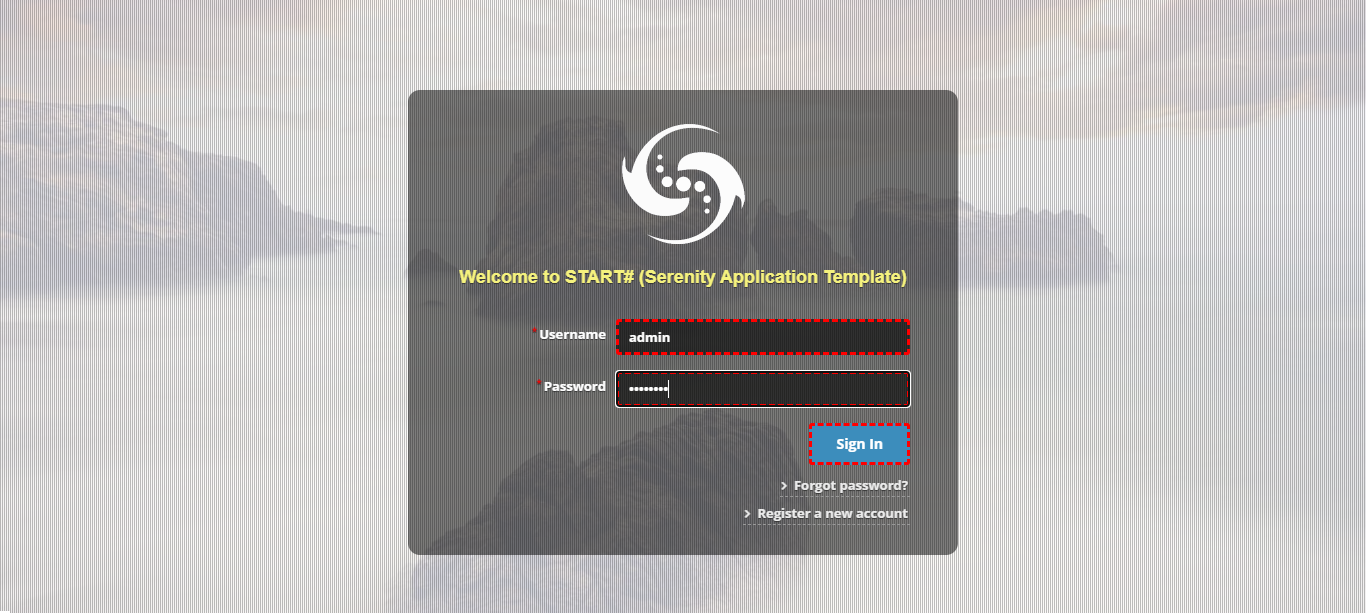 Welcome to START# (Serenity Application Template)
*Username
admin
*Password
••••••••
Sign In
Forgot password?
Register a new account